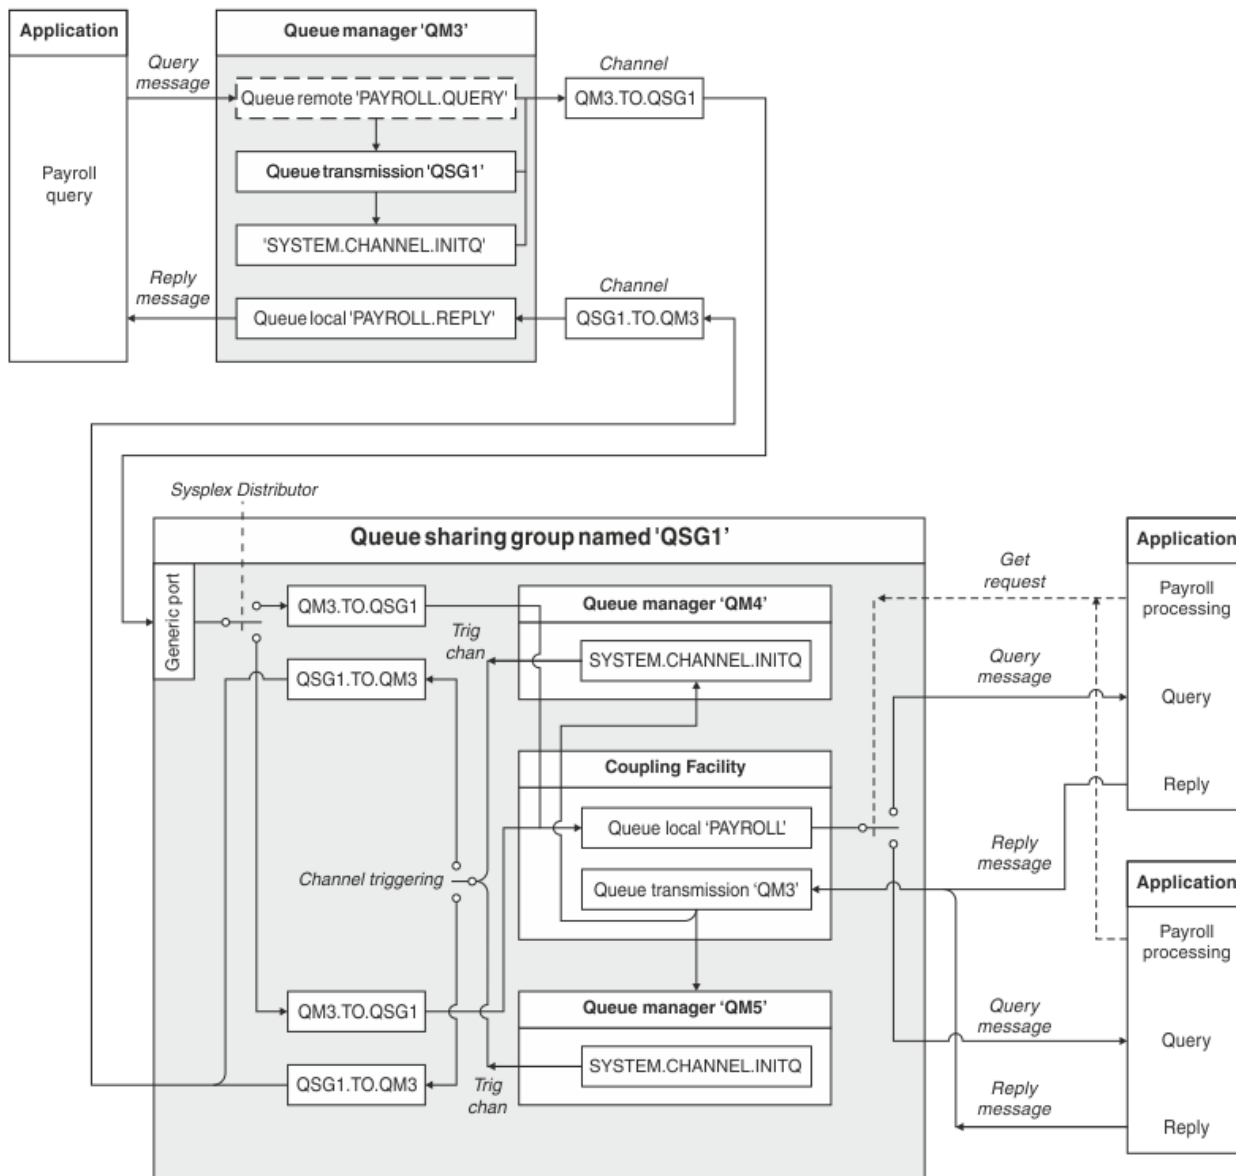 Application
Queue manager 'QM3'
Query
message
Channel
Queue remote 'PAYROLL.QUERY'
QM3.TO.QSG1
Payroll
query
Queue transmission 'QSG1'
'SYSTEM.CHANNEL.INITQ'
Reply
message
Channel
Queue local 'PAYROLL.REPLY'
QSG1.TO.QM3
Sysplex Distributor
Queue sharing group named 'QSG1'
Generic port
QM3.TO.QSG1
QSG1.TO.QM3
Trig
chan
Queue manager ‘QM4’
SYSTEM.CHANNEL.INITQ
Coupling Facility
Queue local ‘PAYROLL’
Channel triggering
Queue transmission ‘QM3’
QM3.TO.QSG1
QSG1.TO.QM3
Queue manager ‘QM5’
SYSTEM.CHANNEL.INITQ
Trig
chan
Get
request
Query
message
Reply
message
Application
Payroll
processing
Query
Reply
Query
message
Reply
message
Application
Payroll
processing
Query
Reply